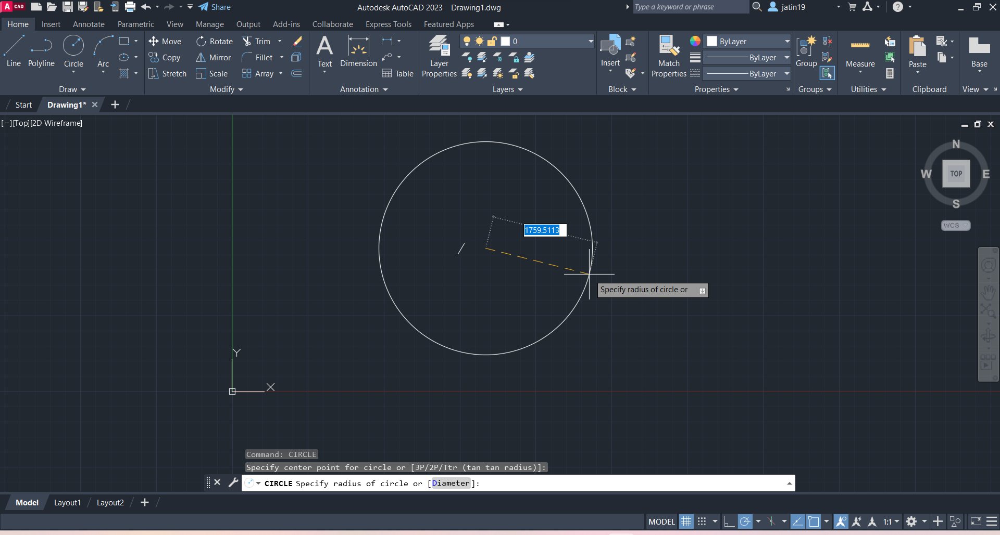 A CAD Share Autodesk AutoCAD 2023 Drawing1.dwg Type a keyword or phrase jatin19 ?
Home Insert Annotate Parametric View Manage Output Add-ins Collaborate Express Tools Featured Apps
Line Polyline Circle Arc
Draw
Move Rotate Trim
Copy Mirror Fillet
Stretch Scale Array
Modify
A Text Dimension Table
Annotation
Layer Properties
0
Layers
Insert
Block
Match Properties
ByLayer
ByLayer
ByLayer
Properties
Group
Groups
Measure
Utilities
Paste
Clipboard
Base
View
Start Drawing1* +
[−][Top][2D Wireframe]
N
W TOP E
S
WCS
1759.5113
Specify radius of circle or
Y
X
Command: CIRCLE
Specify center point for circle or [3P/2P/Ttr (tan tan radius)]:
CIRCLE Specify radius of circle or [Diameter]:
Model Layout1 Layout2 +
MODEL 1:1